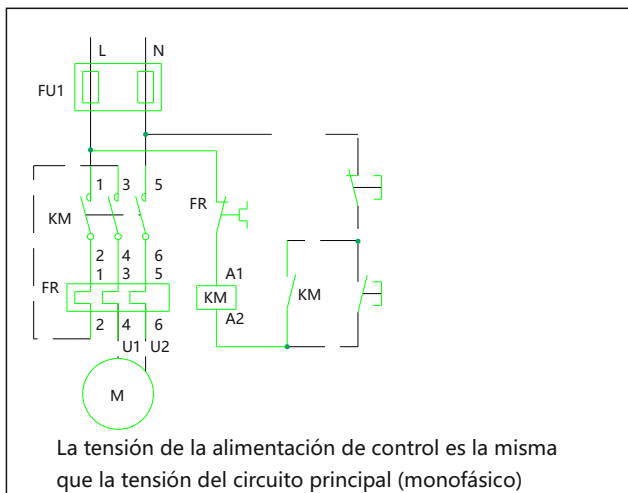 L N
FU1
1 3 5
KM
FR
2 4 6
1 3 5
FR
A1
KM
KM
A2
2 4 6
U1 U2
M
La tensión de la alimentación de control es la misma
que la tensión del circuito principal (monofásico)